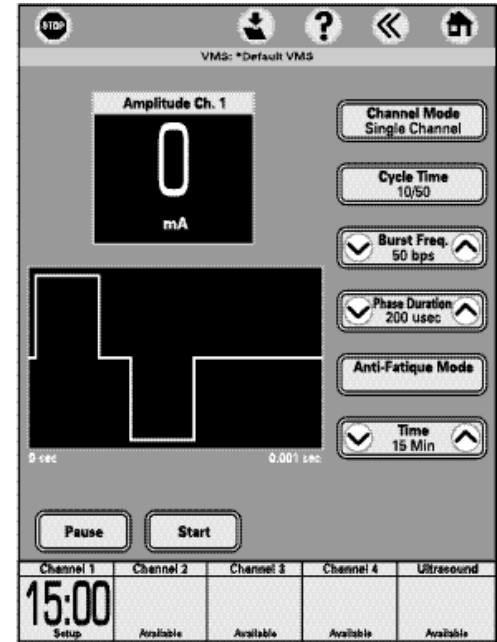 STOP
?
VMS: *Default VMS
Amplitude Ch. 1
0
mA
Channel Mode
Single Channel
Cycle Time
10/50
Burst Freq.
50 bps
Phase Duration
200 usec
Anti-Fatique Mode
Time
15 Min
0 sec
0.001 sec
Pause
Start
Channel 1
Channel 2
Channel 3
Channel 4
Ultrasound
15:00
Setup
Available
Available
Available
Available